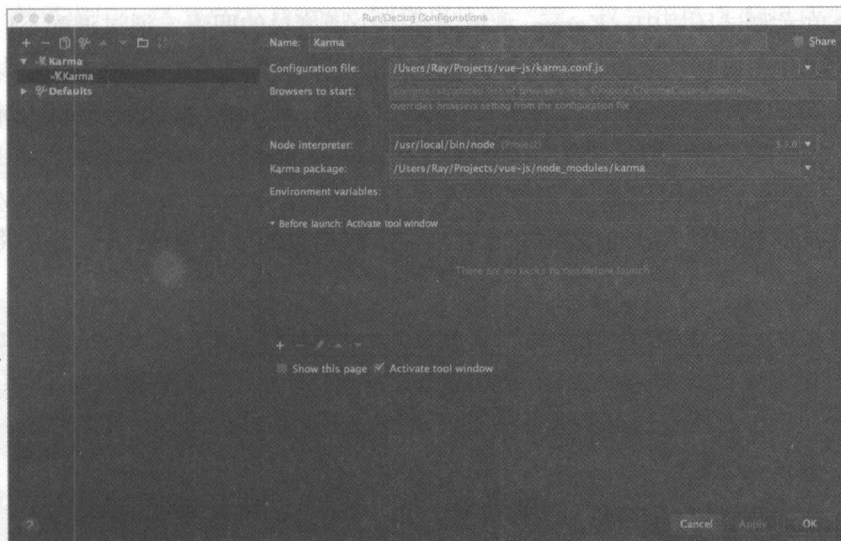 Run/Debug Configurations
Name: Karma
Share
Karma
Karma
Defaults
Configuration file: /Users/Ray/Projects/vue-js/karma.conf.js
Browsers to start:
overrides browsers setting from the configuration file
Node interpreter: /usr/local/bin/node (Project)
Karma package: /Users/Ray/Projects/vue-js/node_modules/karma
Environment variables:
Before launch: Activate tool window
There are no tasks to run before launch
Show this page Activate tool window
? Cancel Apply OK